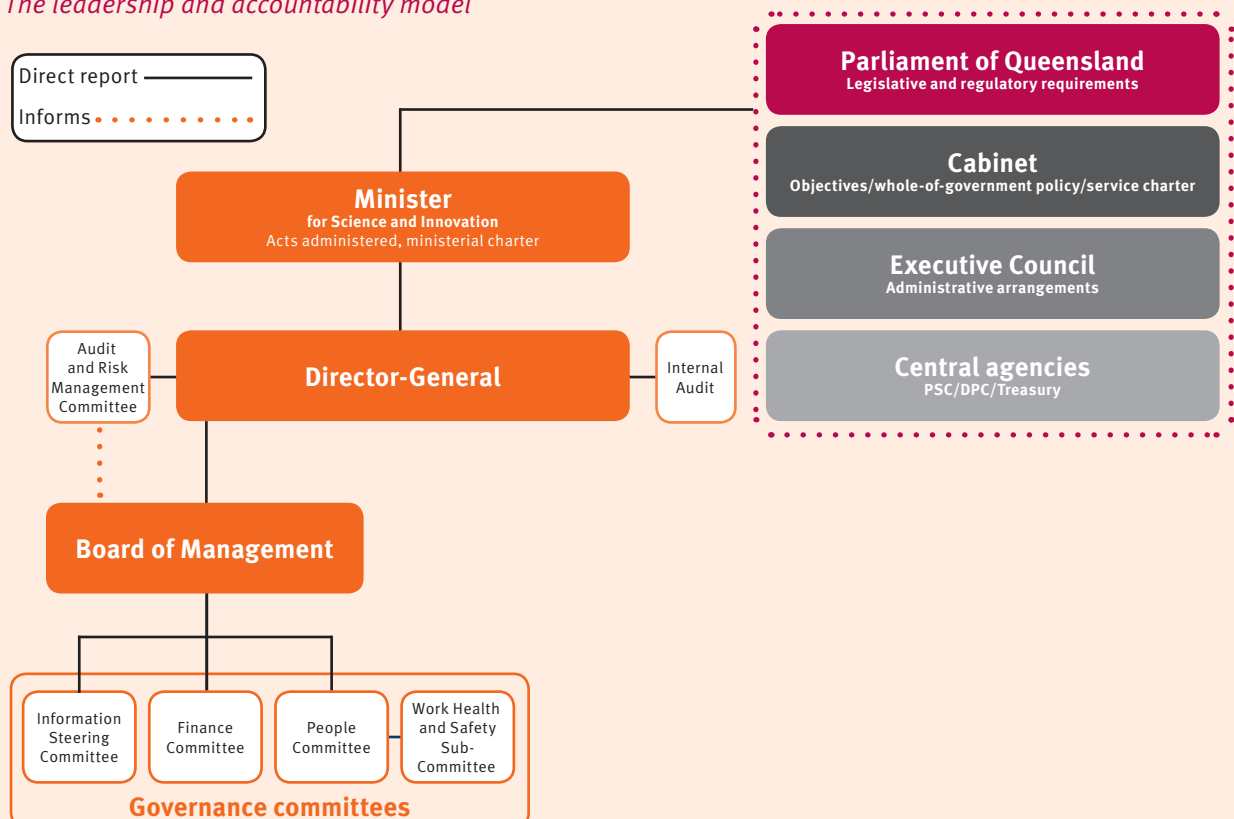 The leadership and accountability model
Direct report
Informs
Parliament of Queensland
Legislative and regulatory requirements
Cabinet
Objectives/whole-of-government policy/service charter
Executive Council
Administrative arrangements
Central agencies
PSC/DPC/Treasury
Minister
for Science and Innovation
Acts administered, ministerial charter
Audit
and Risk
Management
Committee
Director-General
Internal
Audit
Board of Management
Information
Steering
Committee
Finance
Committee
People
Committee
Work Health
and Safety
Sub-
Committee
Governance committees